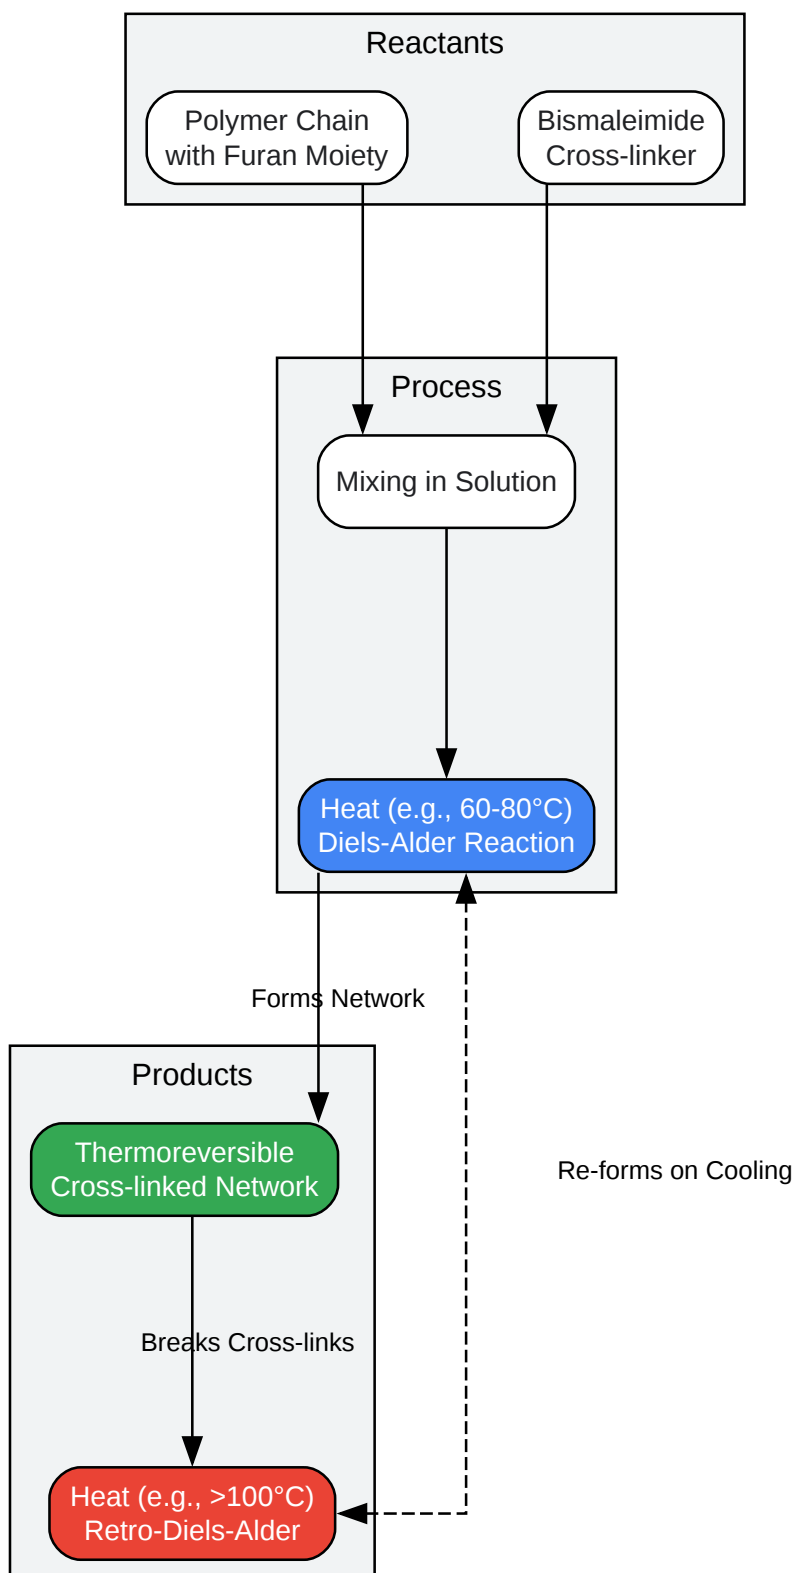 Reactants
Polymer Chain
with Furan Moiety
Bismaleimide
Cross-linker
Process
Mixing in Solution
Heat (e.g., 60-80°C)
Diels-Alder Reaction
Forms Network
Products
Thermoreversible
Cross-linked Network
Re-forms on Cooling
Breaks Cross-links
Heat (e.g., >100°C)
Retro-Diels-Alder